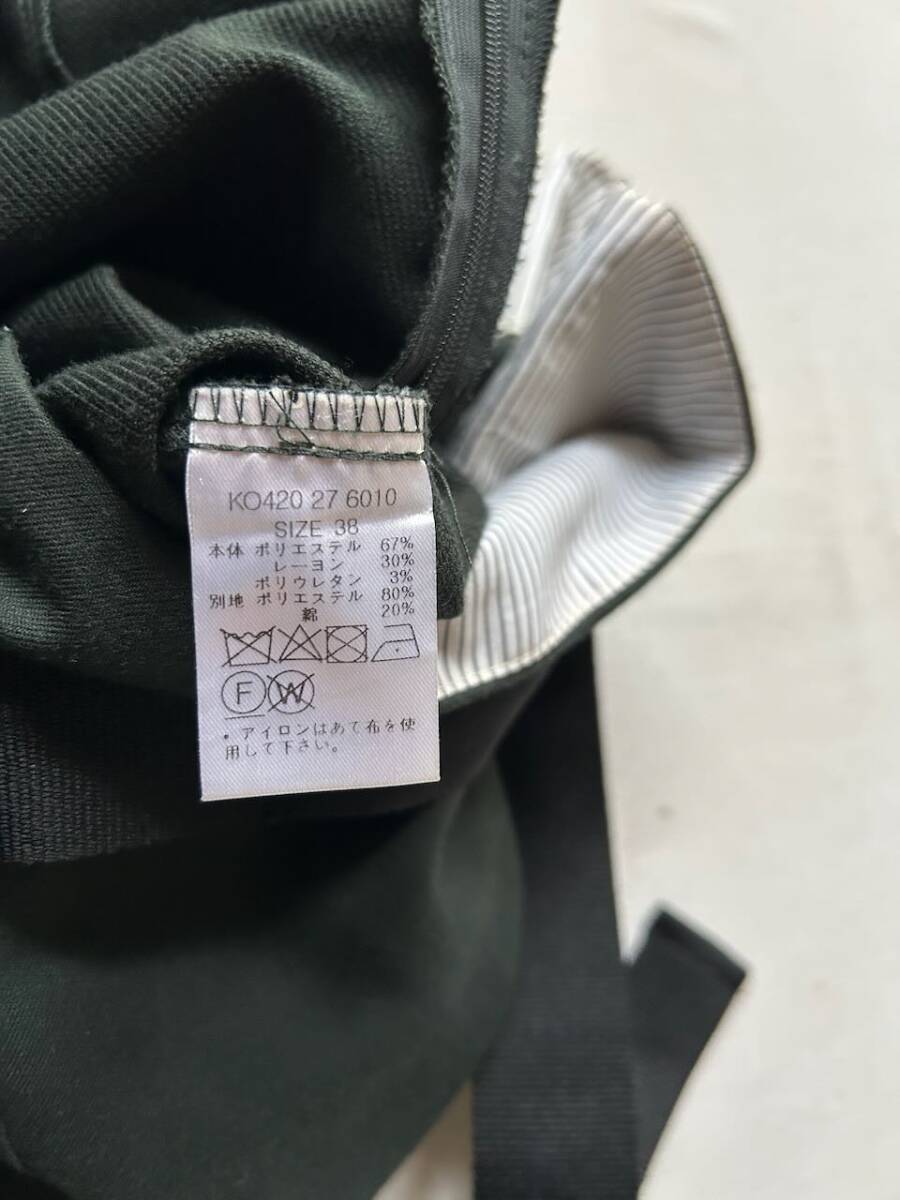 KO420 27 6010
SIZE 38
本体 ポリエステル 67%
レーヨン 30%
ポリウレタン 3%
別地 ポリエステル 80%
綿 20%
F W
・アイロンはあて布を使
用して下さい。